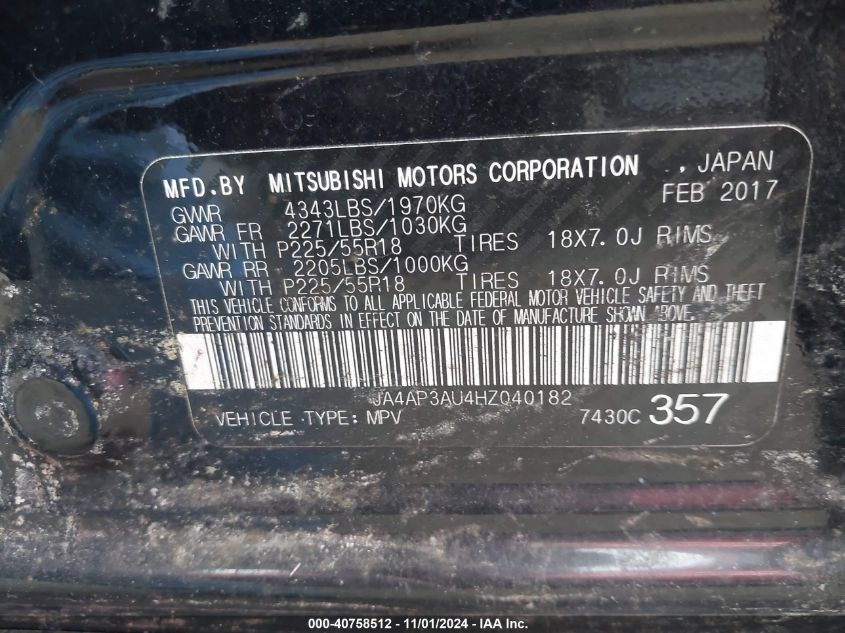 MFD.BY MITSUBISHI MOTORS CORPORATION , JAPAN
FEB 2017
GVWR 4343LBS/1970KG
GAWR FR 2271LBS/1030KG
WITH P225/55R18 TIRES 18X7.0J RIMS
GAWR RR 2205LBS/1000KG
WITH P225/55R18 TIRES 18X7.0J RIMS
THIS VEHICLE CONFORMS TO ALL APPLICABLE FEDERAL MOTOR VEHICLE SAFETY AND THEFT
PREVENTION STANDARDS IN EFFECT ON THE DATE OF MANUFACTURE SHOWN ABOVE.
JA4AP3AU4HZ040182
VEHICLE TYPE: MPV 7430C 357
000-40758512 - 11/01/2024 - IAA Inc.